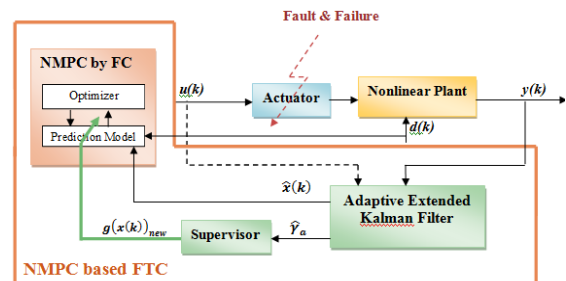 Fault & Failure
NMPC by FC
Optimizer
Prediction Model
u(k)
Actuator
Nonlinear Plant
y(k)
d(k)
x̂(k)
Adaptive Extended
Kalman Filter
g(x(k))new
Supervisor
γ̂a
NMPC based FTC